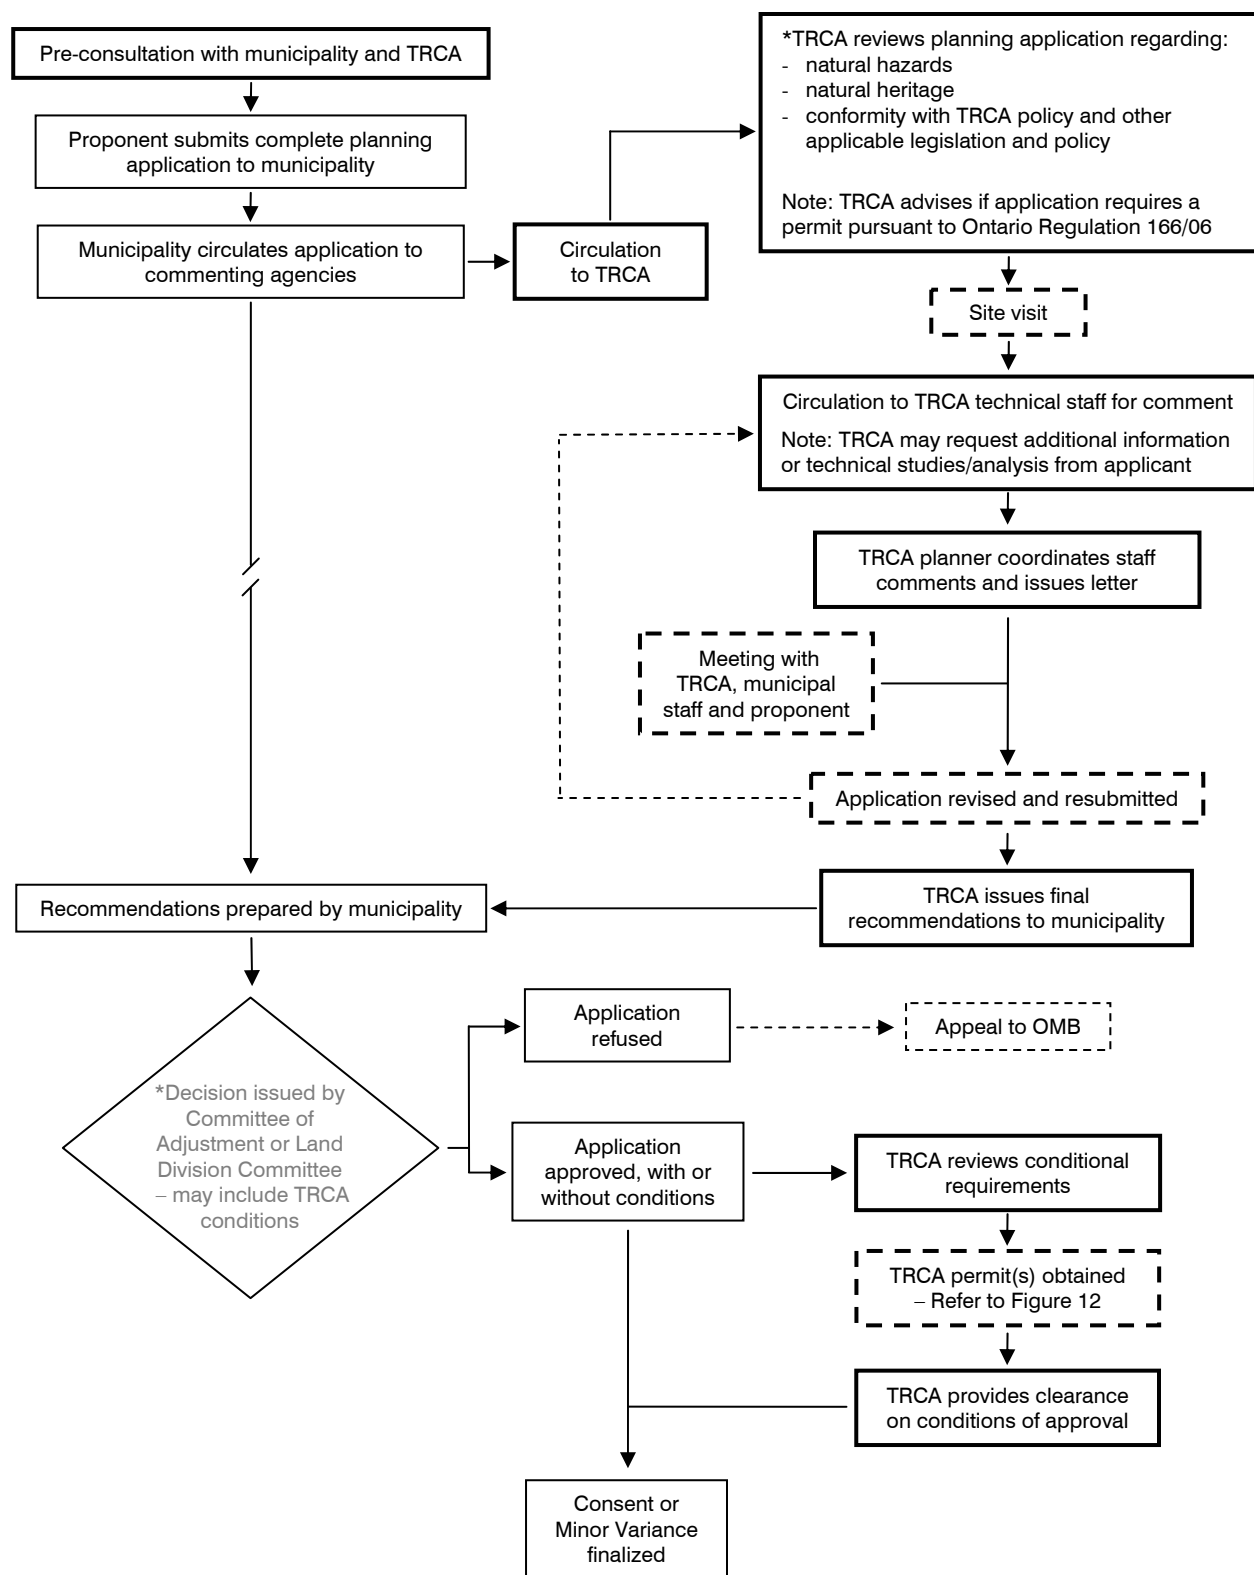 Pre-consultation with municipality and TRCA
Proponent submits complete planning
application to municipality
Municipality circulates application to
commenting agencies
Circulation
to TRCA
*TRCA reviews planning application regarding:
- natural hazards
- natural heritage
- conformity with TRCA policy and other
applicable legislation and policy
Note: TRCA advises if application requires a
permit pursuant to Ontario Regulation 166/06
Site visit
Circulation to TRCA technical staff for comment
Note: TRCA may request additional information
or technical studies/analysis from applicant
TRCA planner coordinates staff
comments and issues letter
Meeting with
TRCA, municipal
staff and proponent
Application revised and resubmitted
TRCA issues final
recommendations to municipality
Recommendations prepared by municipality
*Decision issued by
Committee of
Adjustment or Land
Division Committee
– may include TRCA
conditions
Application
refused
Appeal to OMB
Application
approved, with or
without conditions
TRCA reviews conditional
requirements
TRCA permit(s) obtained
– Refer to Figure 12
TRCA provides clearance
on conditions of approval
Consent or
Minor Variance
finalized